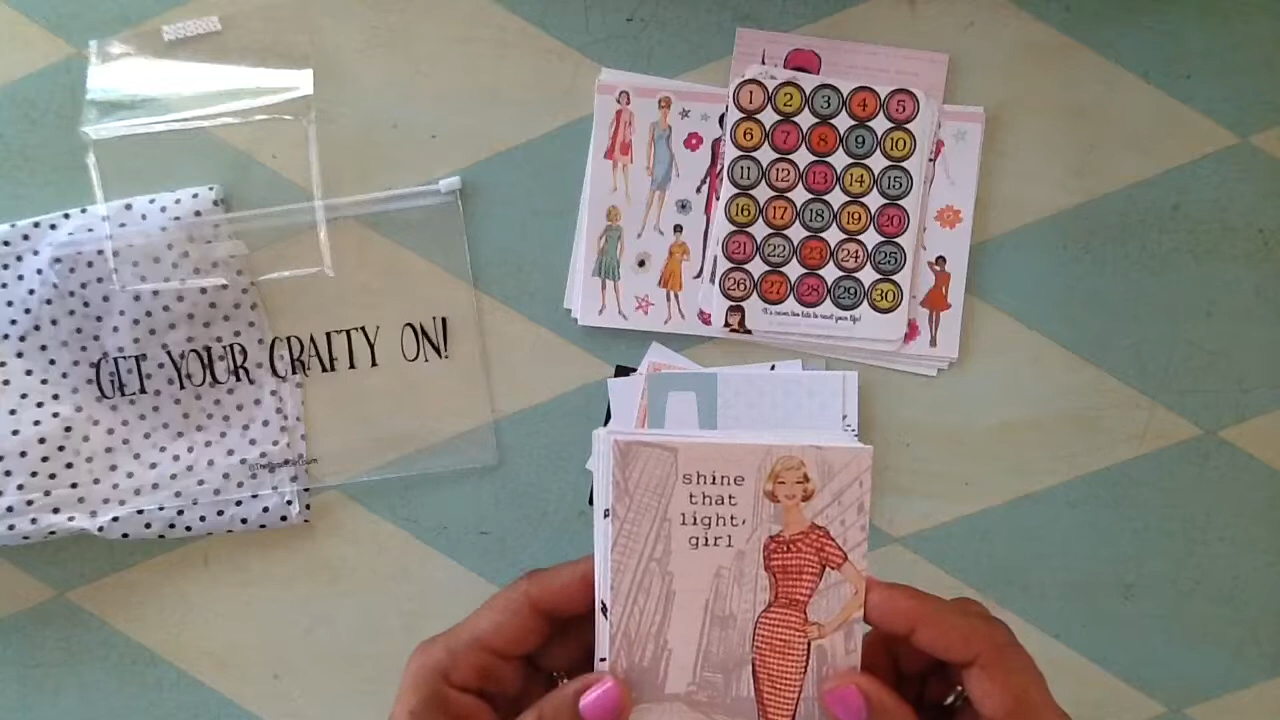 1 2 3 4 5
6 7 8 9 10
11 12 13 14 15
16 17 18 19 20
21 22 23 24 25
26 27 28 29 30
GET YOUR CRAFTY ON!
shine
that
light,
girl